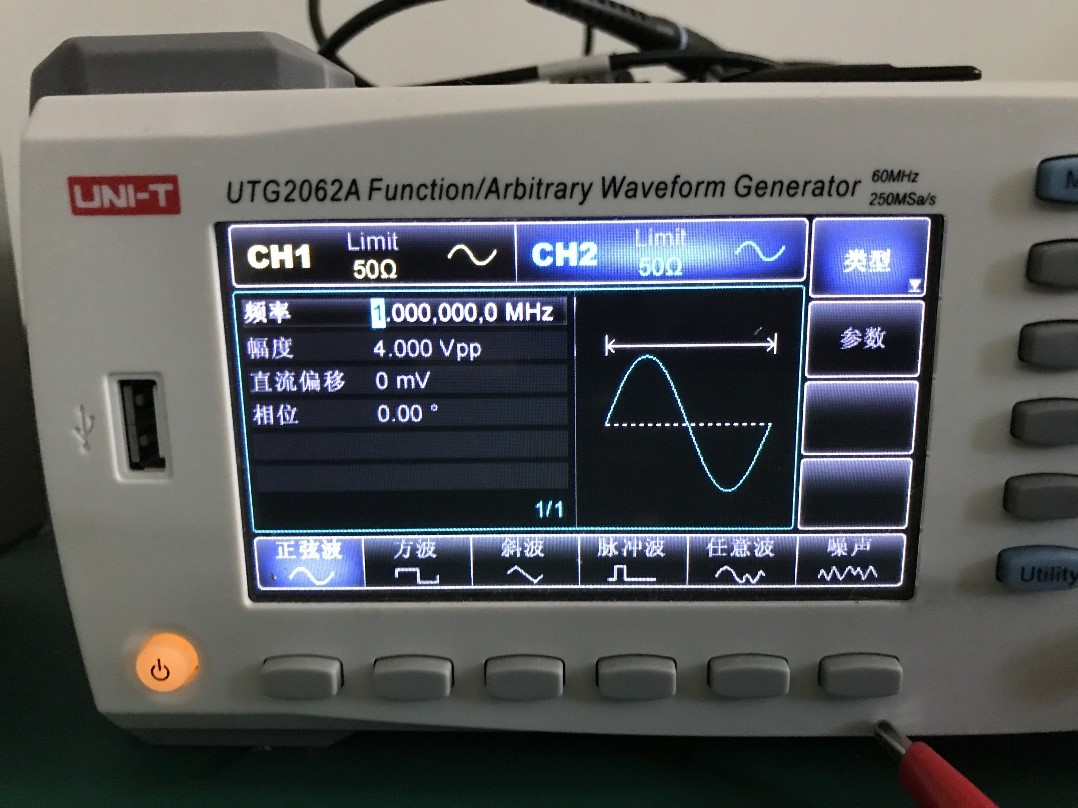 UNI-T
UTG2062A Function/Arbitrary Waveform Generator
60MHz
250MSa/s
CH1
Limit
50Ω
CH2
Limit
50Ω
类型
频率 1.000,000,0 MHz
幅度 4.000 Vpp
直流偏移 0 mV
相位 0.00 °
参数
1/1
正弦波 方波 斜波 脉冲波 任意波 噪声
Utility